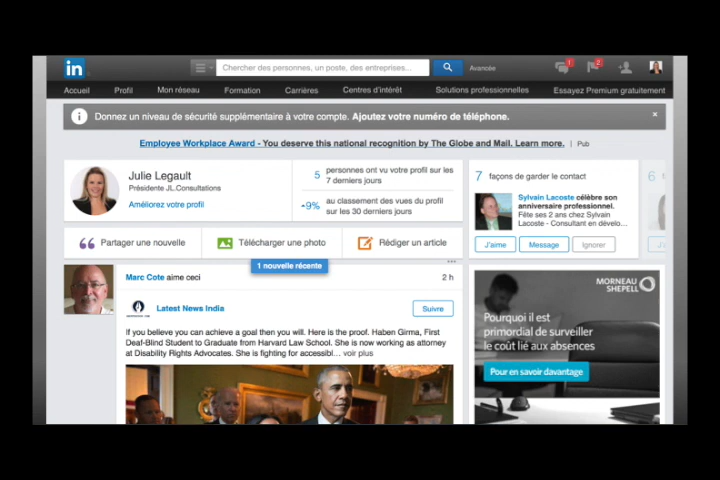 in
Chercher des personnes, un poste, des entreprises...
Avancée
1
2
Accueil Profil Mon réseau Formation Carrières Centres d'intérêt Solutions professionnelles Essayez Premium gratuitement
i Donnez un niveau de sécurité supplémentaire à votre compte. Ajoutez votre numéro de téléphone. ×
Employee Workplace Award - You deserve this national recognition by The Globe and Mail. Learn more. | Pub
Julie Legault
Présidente JL.Consultations
Améliorez votre profil
5 personnes ont vu votre profil sur les
7 derniers jours
9% au classement des vues du profil
sur les 30 derniers jours
7 façons de garder le contact
6
Sylvain Lacoste célèbre son
anniversaire professionnel.
Fête ses 2 ans chez Sylvain
Lacoste - Consultant en dévelo...
J'aime Message Ignorer
Partager une nouvelle Télécharger une photo Rédiger un article
1 nouvelle récente
Marc Cote aime ceci 2 h
Latest News India Suivre
If you believe you can achieve a goal then you will. Here is the proof. Haben Girma, First
Deaf-Blind Student to Graduate from Harvard Law School. She is now working as attorney
at Disability Rights Advocates. She is fighting for accessibl... voir plus
MORNEAU
SHEPELL
Pourquoi il est
primordial de surveiller
le coût lié aux absences
Pour en savoir davantage